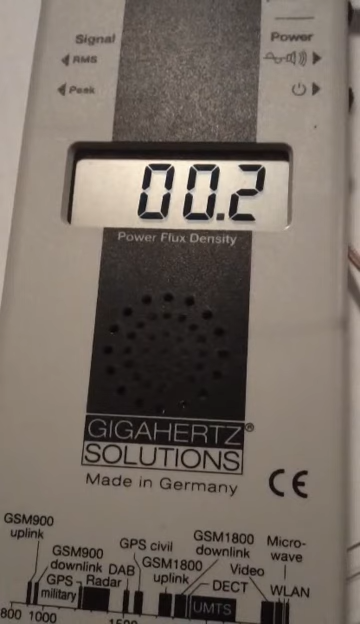 Signal
Power
RMS
Peak
00.2
Power Flux Density
GIGAHERTZ®
SOLUTIONS
Made in Germany
CE
GSM900
uplink
GSM900
downlink
GPS
military
Radar
DAB
GPS civil
GSM1800
uplink
GSM1800
downlink
DECT
UMTS
Video
Micro-
wave
WLAN
800 1000